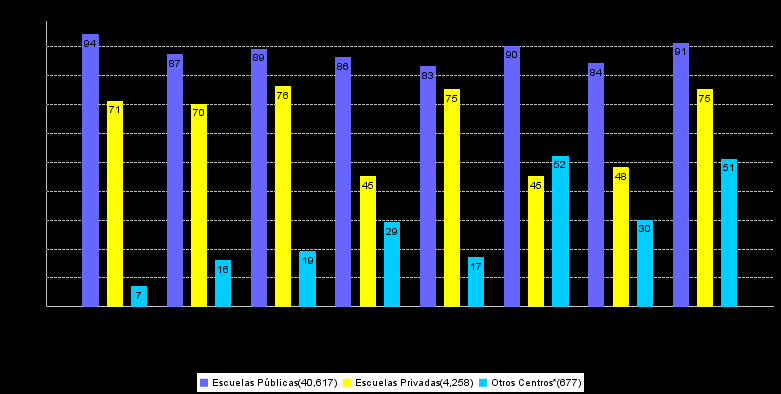 94 71 7 87 70 16 89 76 19 86 45 29 83 75 17 90 45 52 84 48 30 91 75 51
Escuelas Públicas(40,617) Escuelas Privadas(4,258) Otros Centros*(677)